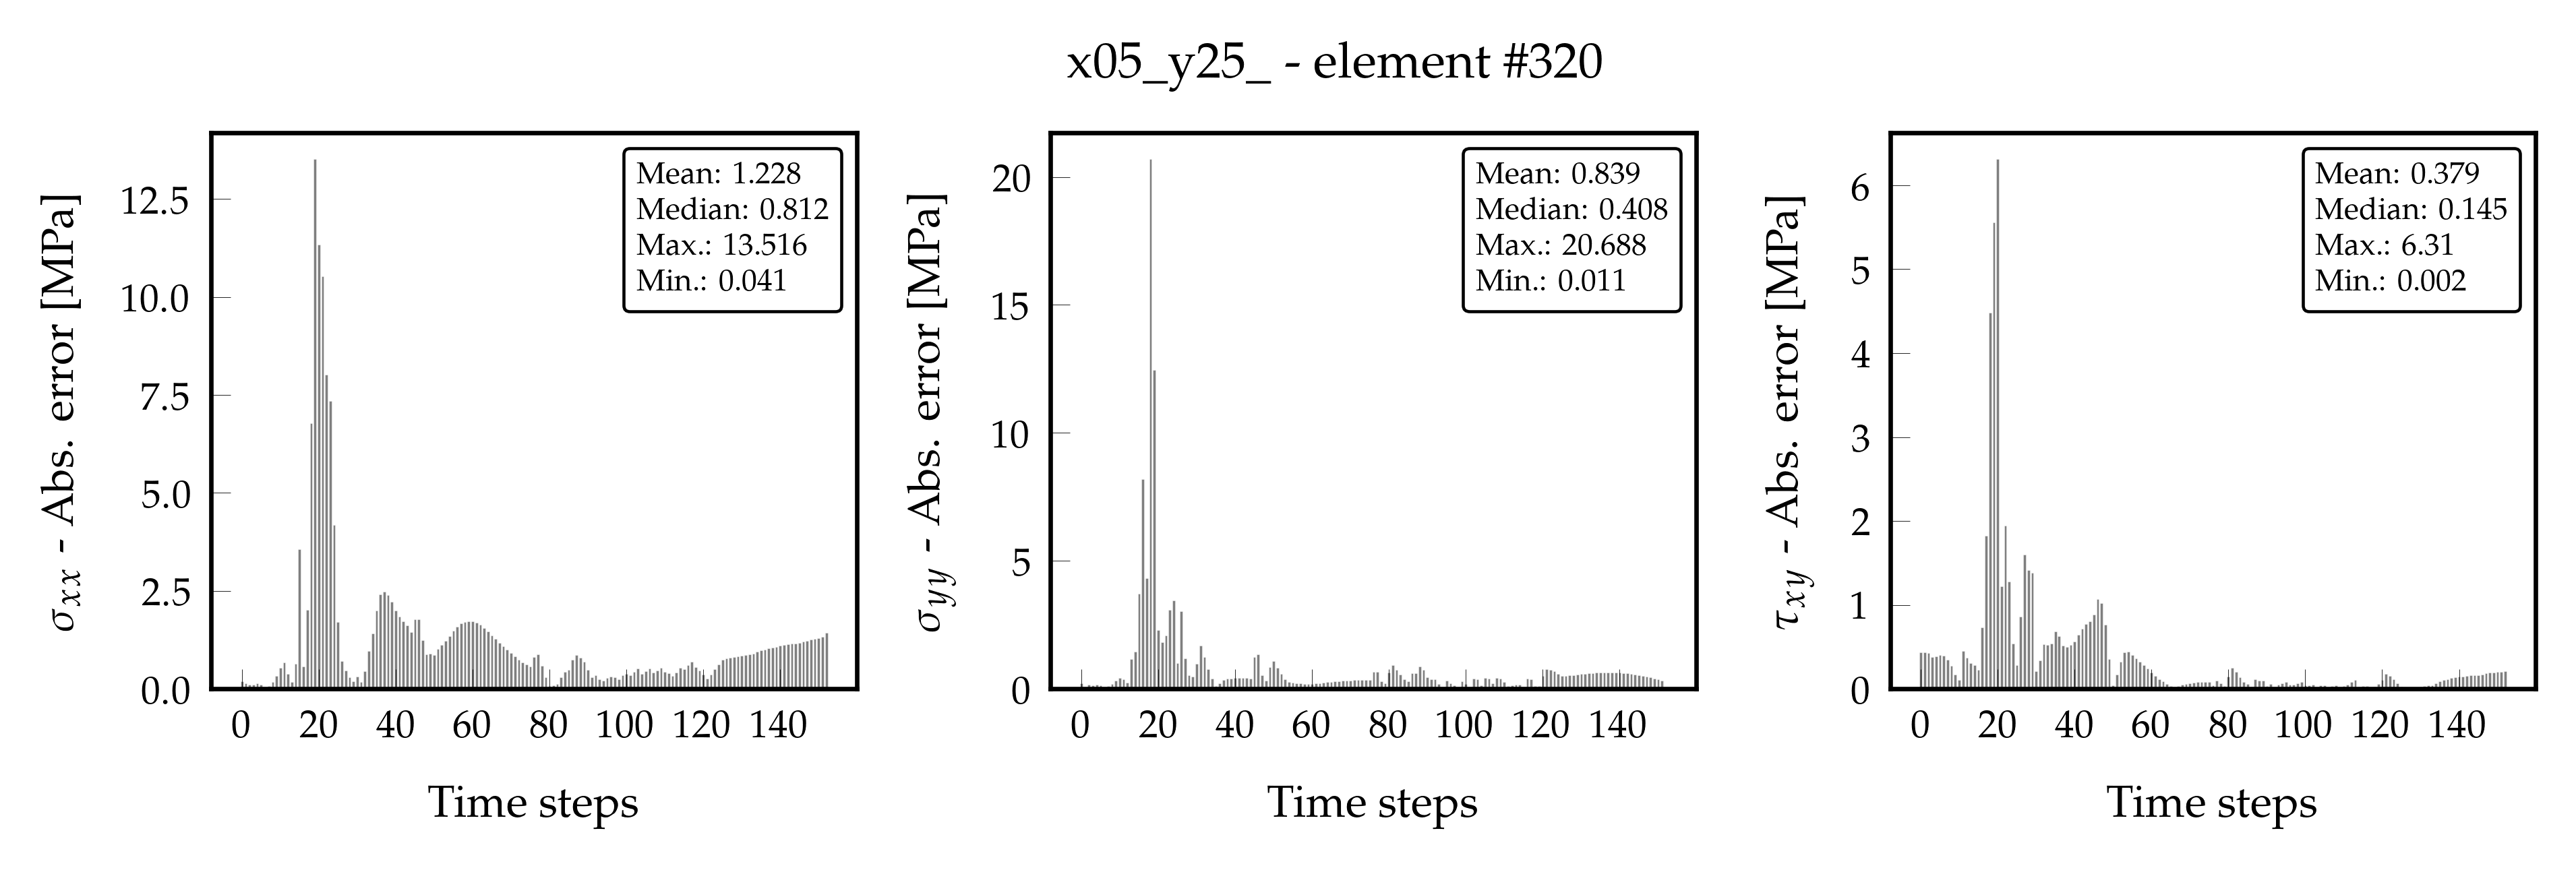 x05_y25_ - element #320
σxx - Abs. error [MPa]
12.5
10.0
7.5
5.0
2.5
0.0
0 20 40 60 80 100 120 140
Time steps
Mean: 1.228
Median: 0.812
Max.: 13.516
Min.: 0.041
σyy - Abs. error [MPa]
20
15
10
5
0
0 20 40 60 80 100 120 140
Time steps
Mean: 0.839
Median: 0.408
Max.: 20.688
Min.: 0.011
τxy - Abs. error [MPa]
6
5
4
3
2
1
0
0 20 40 60 80 100 120 140
Time steps
Mean: 0.379
Median: 0.145
Max.: 6.31
Min.: 0.002